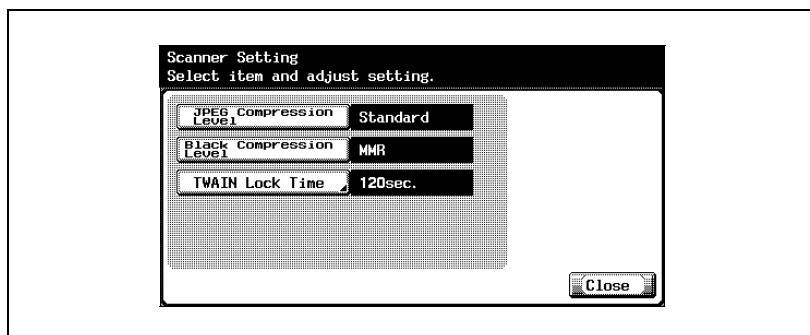 Scanner Setting
Select item and adjust setting.
JPEG Compression
Level
Standard
Black Compression
Level
MMR
TWAIN Lock Time
120sec.
Close